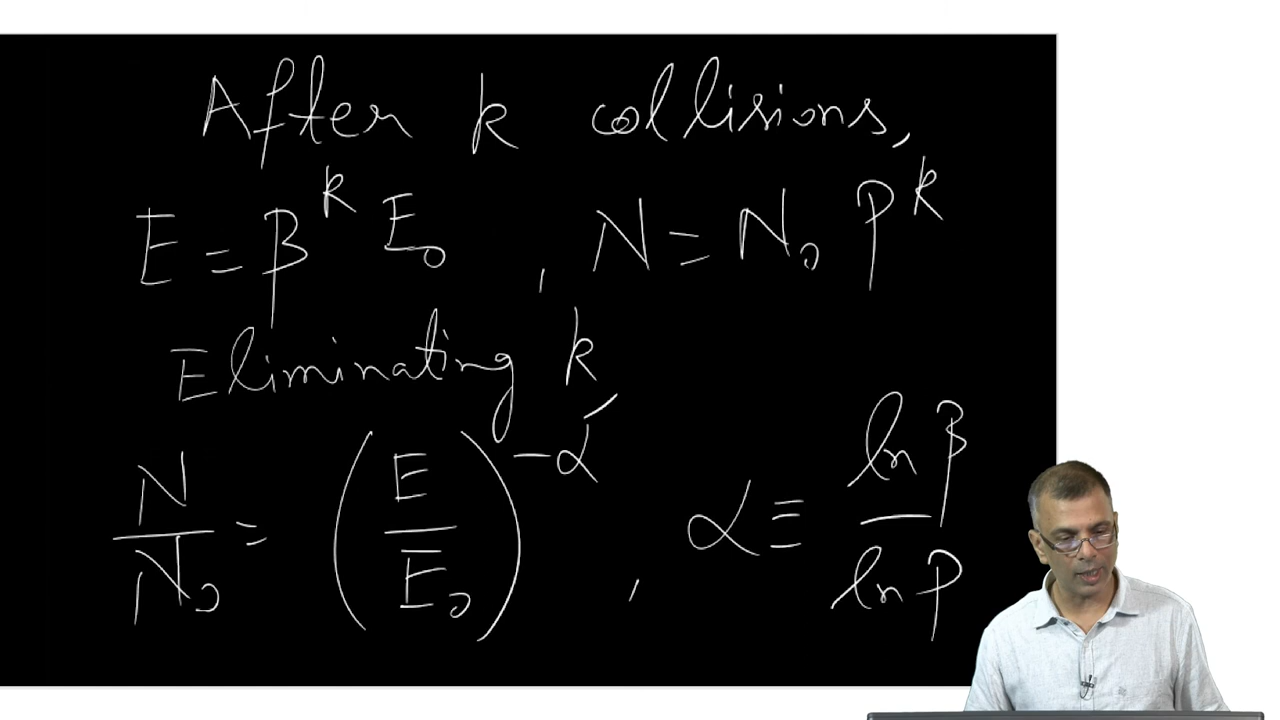 After k collisions,
E = β^k E₀ , N = N₀ P^k
Eliminating k
N/N₀ = (E/E₀)^(-α) , α ≡ ln β / ln P